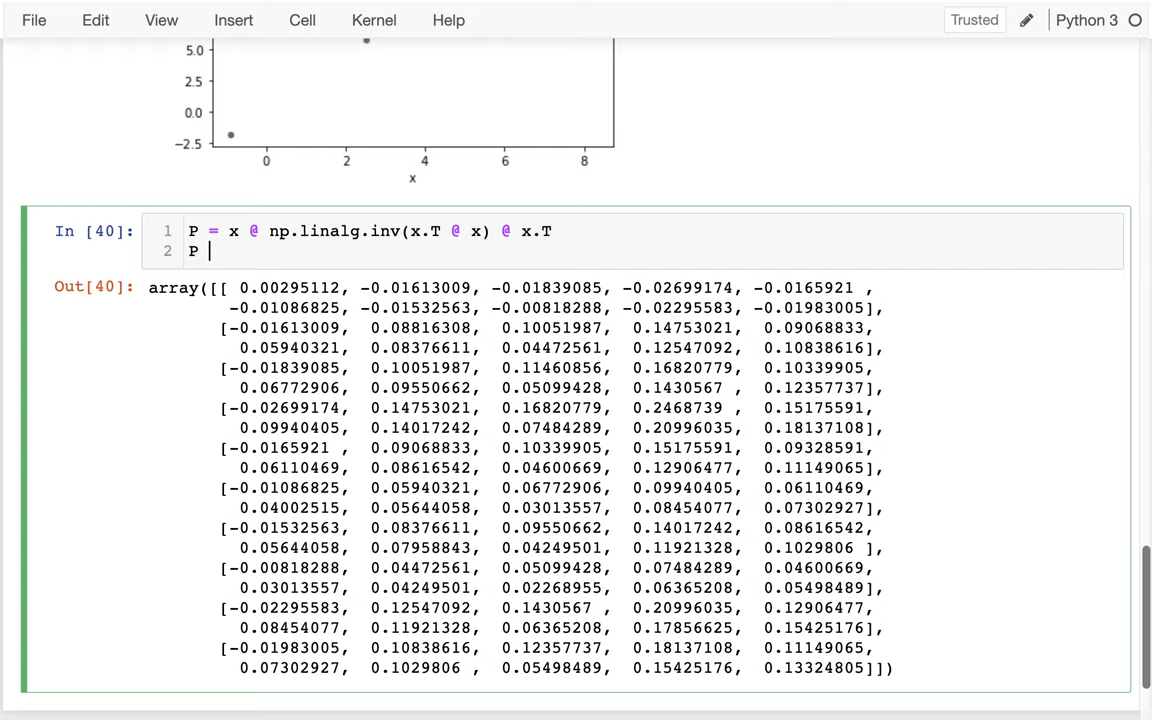 File Edit View Insert Cell Kernel Help Trusted Python 3
5.0
2.5
0.0
−2.5
0 2 4 6 8
x
In [40]: 1 P = x @ np.linalg.inv(x.T @ x) @ x.T
2 P
Out[40]: array([[ 0.00295112, -0.01613009, -0.01839085, -0.02699174, -0.0165921 ,
-0.01086825, -0.01532563, -0.00818288, -0.02295583, -0.01983005],
[-0.01613009, 0.08816308, 0.10051987, 0.14753021, 0.09068833,
0.05940321, 0.08376611, 0.04472561, 0.12547092, 0.10838616],
[-0.01839085, 0.10051987, 0.11460856, 0.16820779, 0.10339905,
0.06772906, 0.09550662, 0.05099428, 0.1430567 , 0.12357737],
[-0.02699174, 0.14753021, 0.16820779, 0.2468739 , 0.15175591,
0.09940405, 0.14017242, 0.07484289, 0.20996035, 0.18137108],
[-0.0165921 , 0.09068833, 0.10339905, 0.15175591, 0.09328591,
0.06110469, 0.08616542, 0.04600669, 0.12906477, 0.11149065],
[-0.01086825, 0.05940321, 0.06772906, 0.09940405, 0.06110469,
0.04002515, 0.05644058, 0.03013557, 0.08454077, 0.07302927],
[-0.01532563, 0.08376611, 0.09550662, 0.14017242, 0.08616542,
0.05644058, 0.07958843, 0.04249501, 0.11921328, 0.1029806 ],
[-0.00818288, 0.04472561, 0.05099428, 0.07484289, 0.04600669,
0.03013557, 0.04249501, 0.02268955, 0.06365208, 0.05498489],
[-0.02295583, 0.12547092, 0.1430567 , 0.20996035, 0.12906477,
0.08454077, 0.11921328, 0.06365208, 0.17856625, 0.15425176],
[-0.01983005, 0.10838616, 0.12357737, 0.18137108, 0.11149065,
0.07302927, 0.1029806 , 0.05498489, 0.15425176, 0.13324805]])